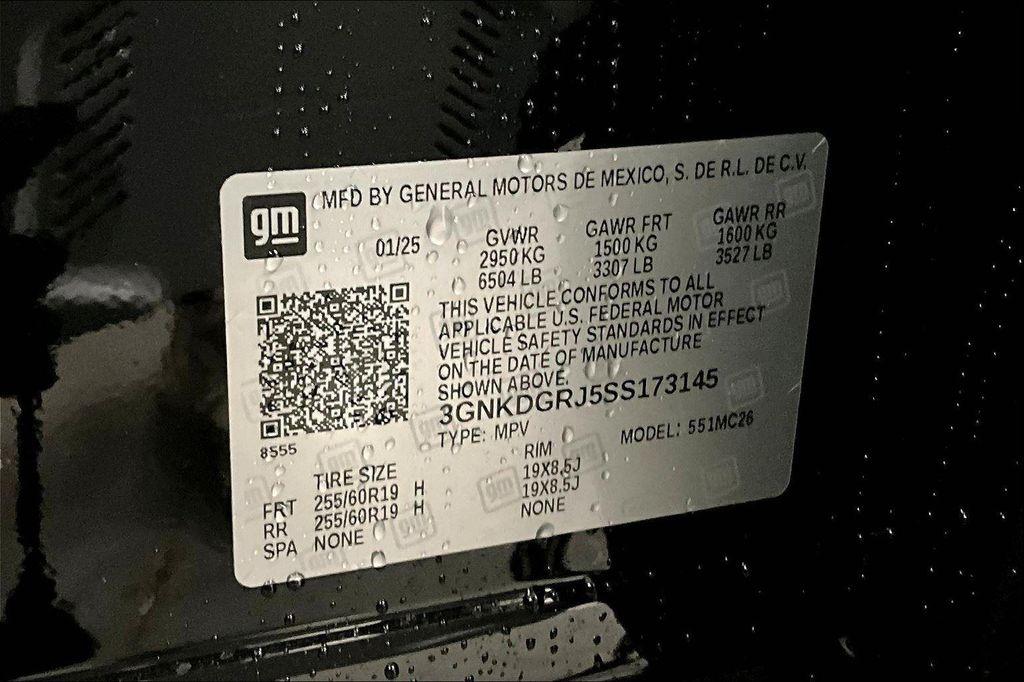 gm
MFD BY GENERAL MOTORS DE MEXICO, S. DE R.L. DE C.V.
01/25 GVWR GAWR FRT GAWR RR
2950 KG 1500 KG 1600 KG
6504 LB 3307 LB 3527 LB
THIS VEHICLE CONFORMS TO ALL
APPLICABLE U.S. FEDERAL MOTOR
VEHICLE SAFETY STANDARDS IN EFFECT
ON THE DATE OF MANUFACTURE
SHOWN ABOVE.
3GNKDGRJ5SS173145
TYPE: MPV MODEL: 551MC26
8555
TIRE SIZE RIM
FRT 255/60R19 H 19X8.5J
RR 255/60R19 H 19X8.5J
SPA NONE NONE